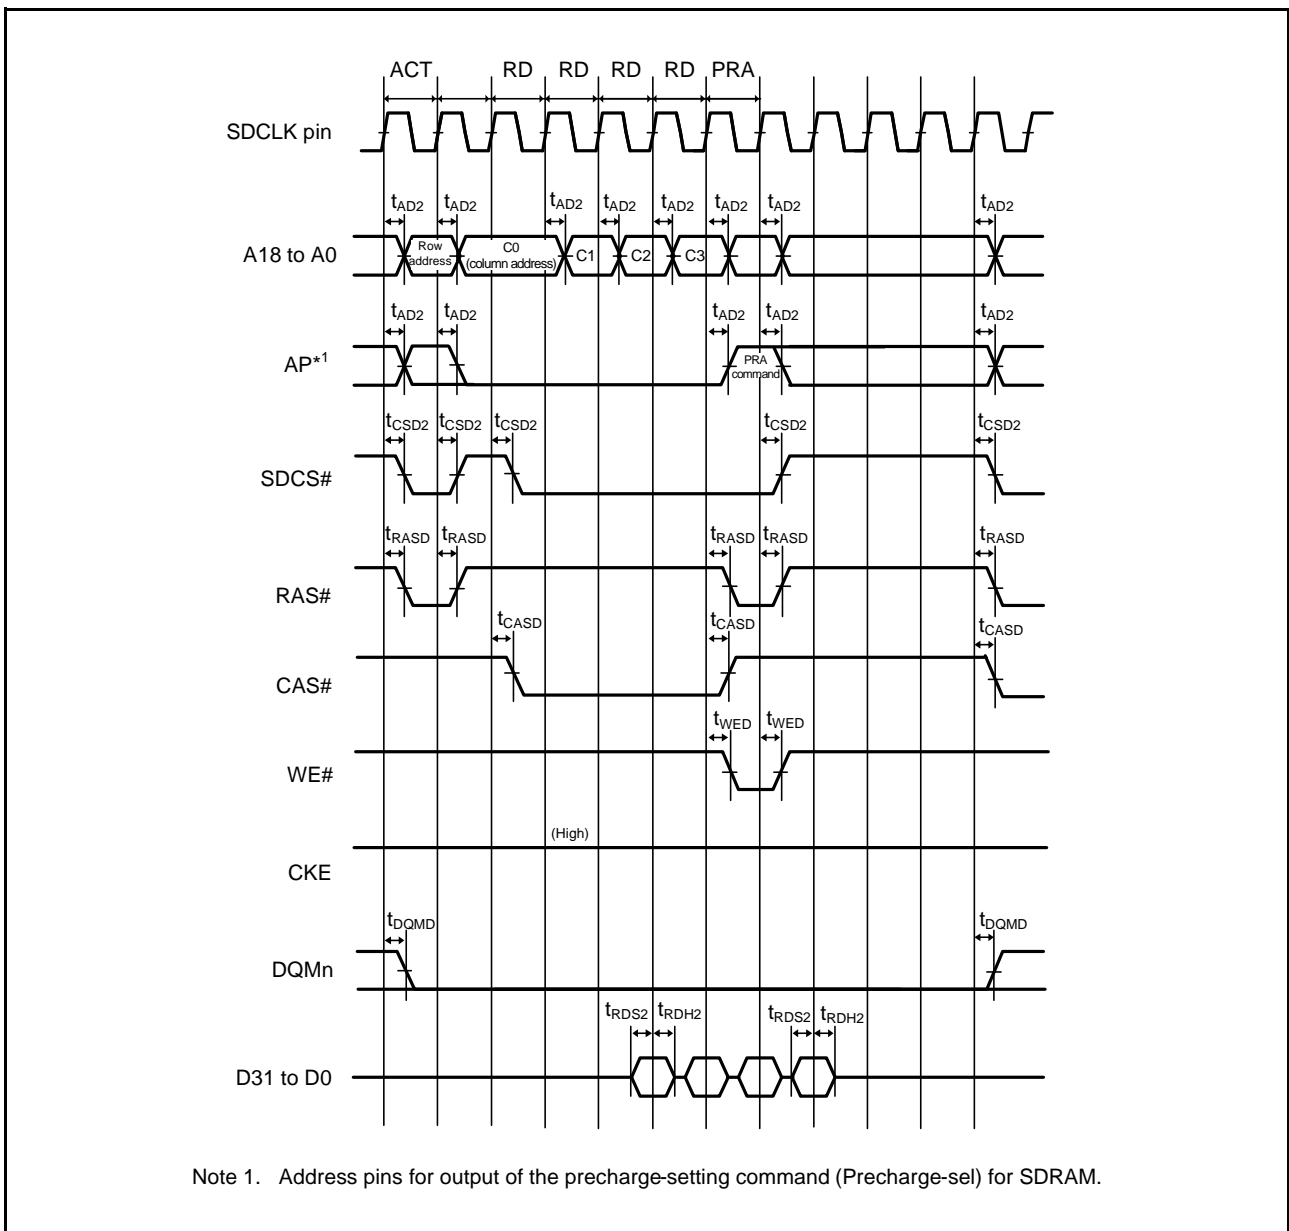 ACT RD RD RD RD PRA
SDCLK pin
tAD2 tAD2 tAD2 tAD2 tAD2 tAD2 tAD2 tAD2
A18 to A0
Row address
C0 (column address)
C1 C2 C3
tAD2 tAD2 tAD2 tAD2 tAD2
AP*1
PRA command
tCSD2 tCSD2 tCSD2 tCSD2 tCSD2
SDCS#
tRASD tRASD tRASD tRASD tRASD
RAS#
tCASD tCASD tCASD
CAS#
tWED tWED
WE#
(High)
CKE
tDQMD tDQMD
DQMn
tRDS2 tRDH2 tRDS2 tRDH2
D31 to D0
Note 1. Address pins for output of the precharge-setting command (Precharge-sel) for SDRAM.